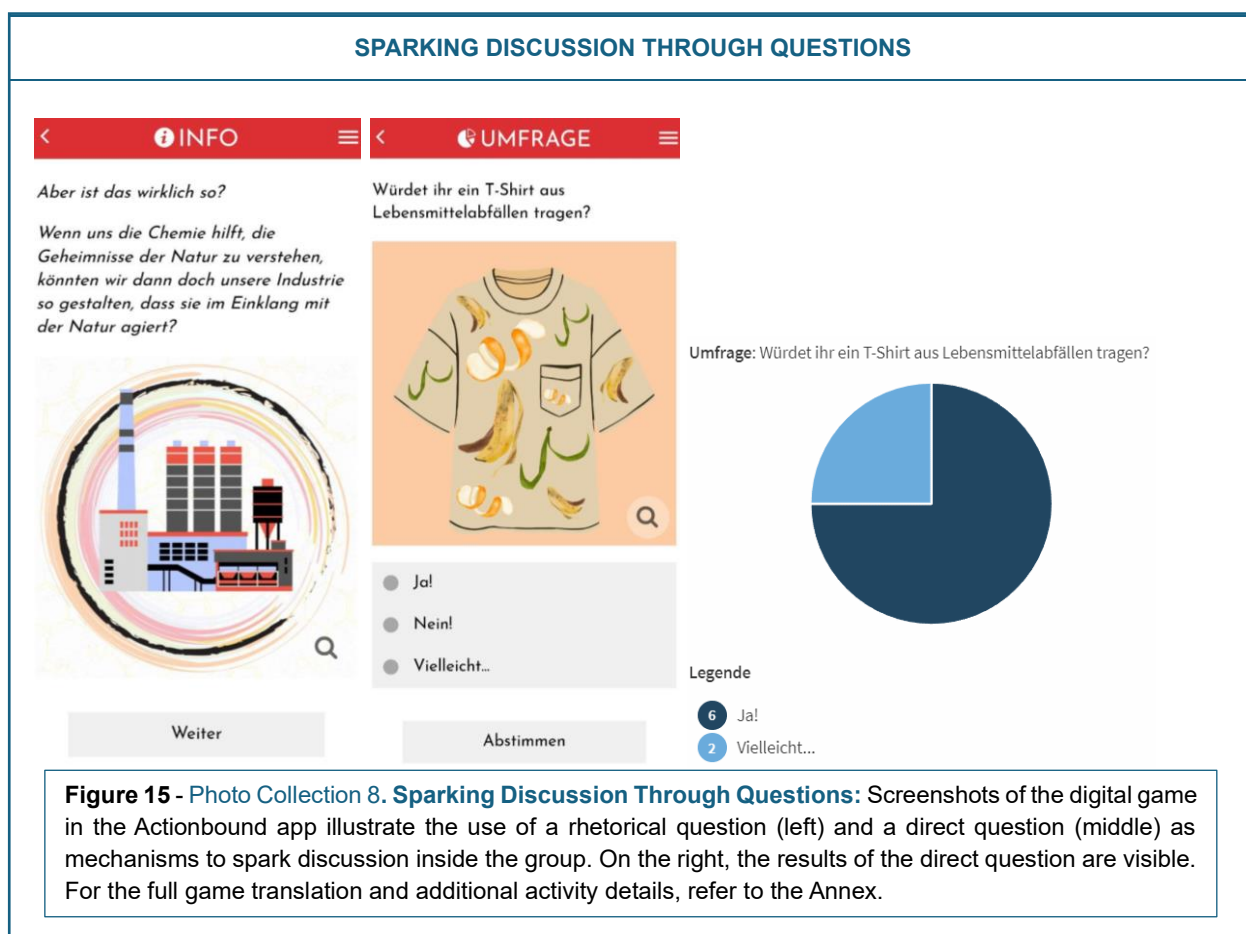 SPARKING DISCUSSION THROUGH QUESTIONS
INFO
Aber ist das wirklich so?
Wenn uns die Chemie hilft, die
Geheimnisse der Natur zu verstehen,
könnten wir dann doch unsere Industrie
so gestalten, dass sie im Einklang mit
der Natur agiert?
Weiter
UMFRAGE
Würdet ihr ein T-Shirt aus
Lebensmittelabfällen tragen?
Ja!
Nein!
Vielleicht...
Abstimmen
Umfrage: Würdet ihr ein T-Shirt aus Lebensmittelabfällen tragen?
Legende
6 Ja!
2 Vielleicht...
Figure 15 - Photo Collection 8. Sparking Discussion Through Questions: Screenshots of the digital game
in the Actionbound app illustrate the use of a rhetorical question (left) and a direct question (middle) as
mechanisms to spark discussion inside the group. On the right, the results of the direct question are visible.
For the full game translation and additional activity details, refer to the Annex.